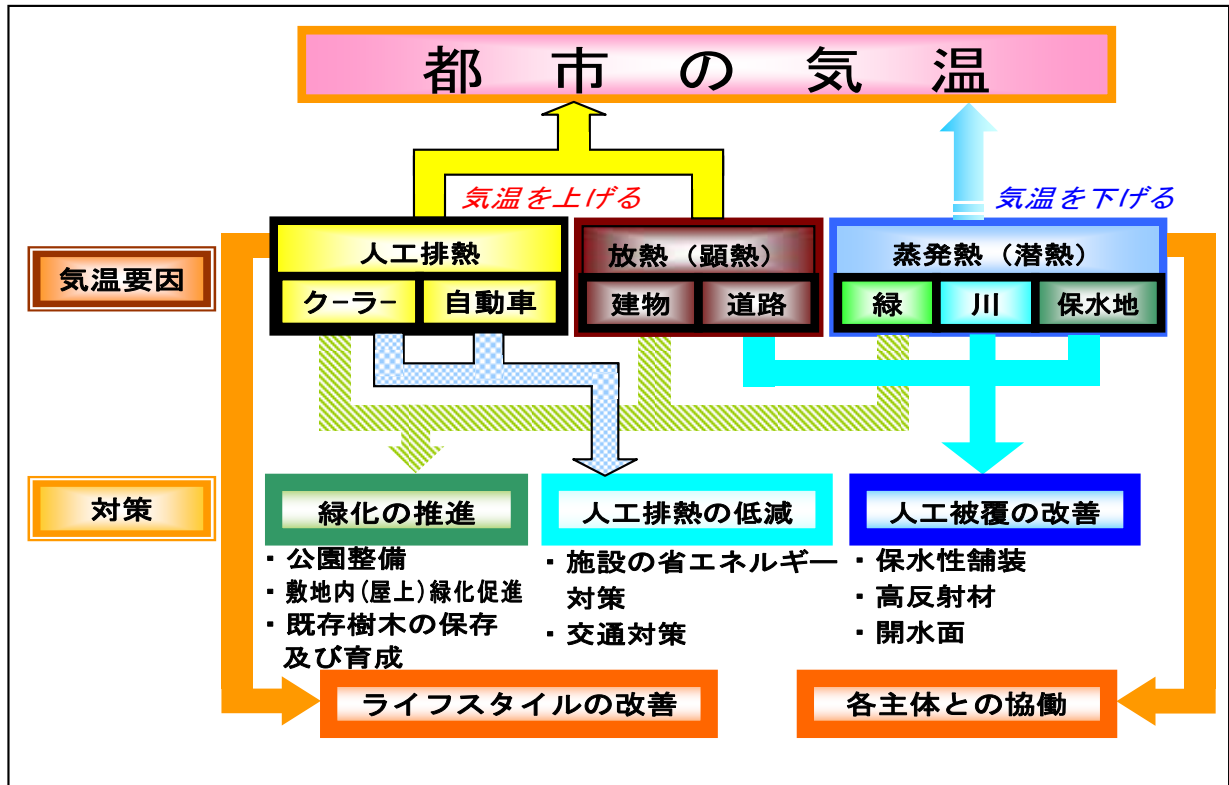 都市の気温
気温を上げる
気温を下げる
気温要因
人工排熱
クｰラｰ
自動車
放熱（顕熱）
建物
道路
蒸発熱（潜熱）
緑
川
保水地
対策
緑化の推進
・公園整備
・敷地内(屋上)緑化促進
・既存樹木の保存
及び育成
人工排熱の低減
・施設の省エネルギー
対策
・交通対策
人工被覆の改善
・保水性舗装
・高反射材
・開水面
ライフスタイルの改善
各主体との協働